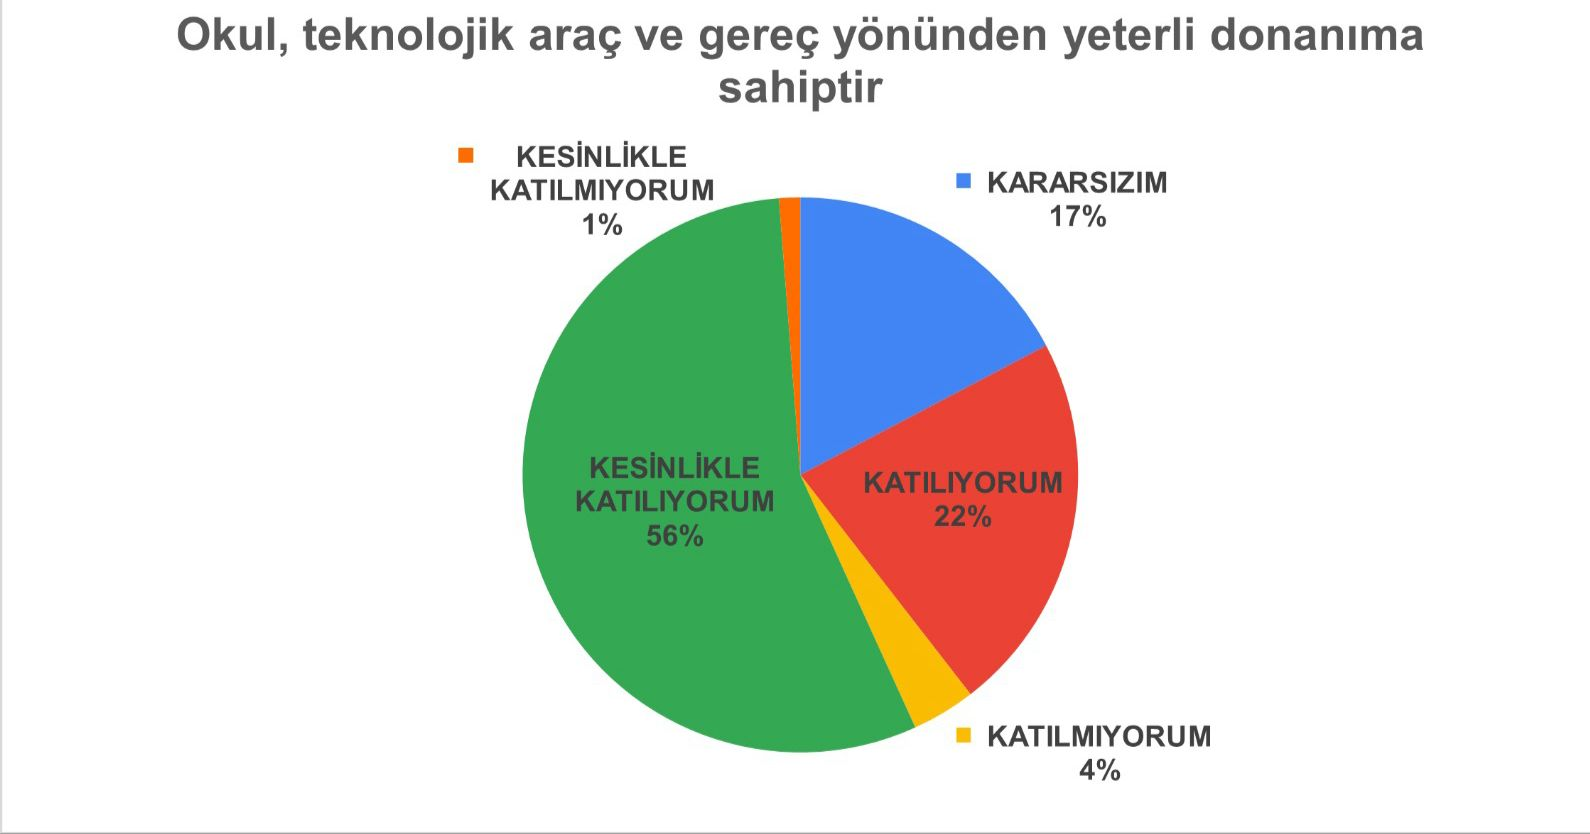 Okul, teknolojik araç ve gereç yönünden yeterli donanıma
sahiptir
KESİNLİKLE
KATILMIYORUM
1%
KARARSIZIM
17%
KESİNLİKLE
KATILIYORUM
56%
KATILIYORUM
22%
KATILMIYORUM
4%